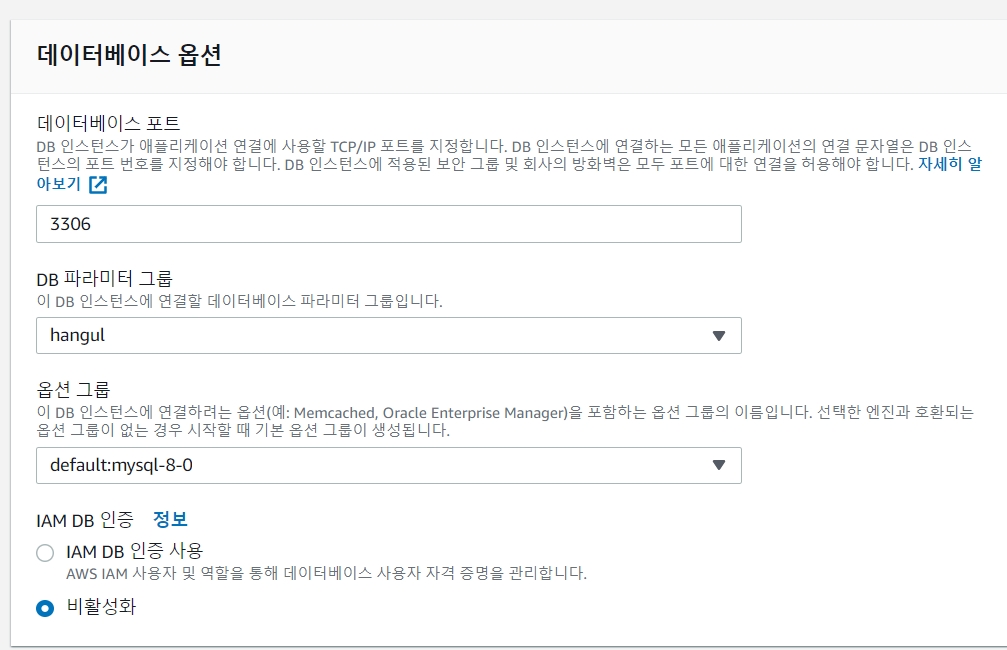 데이터베이스 옵션
데이터베이스 포트
DB 인스턴스가 애플리케이션 연결에 사용할 TCP/IP 포트를 지정합니다. DB 인스턴스에 연결하는 모든 애플리케이션의 연결 문자열은 DB 인스
턴스의 포트 번호를 지정해야 합니다. DB 인스턴스에 적용된 보안 그룹 및 회사의 방화벽은 모두 포트에 대한 연결을 허용해야 합니다. 자세히 알
아보기
3306
DB 파라미터 그룹
이 DB 인스턴스에 연결할 데이터베이스 파라미터 그룹입니다.
hangul
옵션 그룹
이 DB 인스턴스에 연결하려는 옵션(예: Memcached, Oracle Enterprise Manager)을 포함하는 옵션 그룹의 이름입니다. 선택한 엔진과 호환되는
옵션 그룹이 없는 경우 시작할 때 기본 옵션 그룹이 생성됩니다.
default:mysql-8-0
IAM DB 인증 정보
IAM DB 인증 사용
AWS IAM 사용자 및 역할을 통해 데이터베이스 사용자 자격 증명을 관리합니다.
비활성화